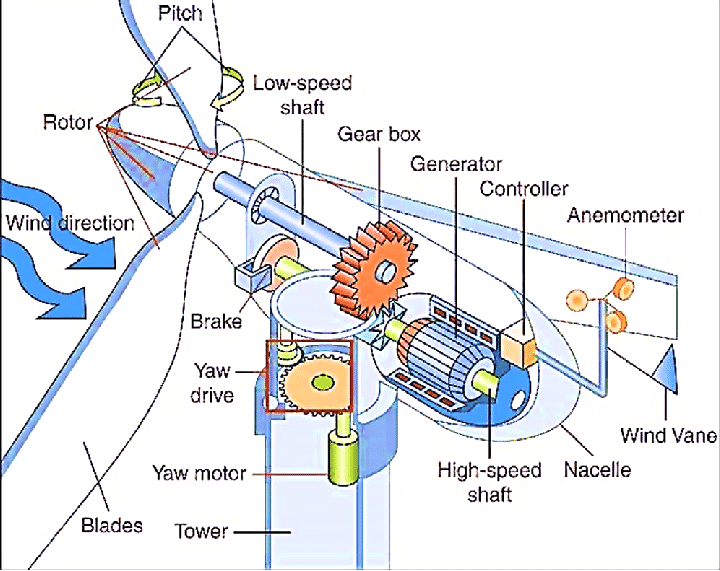 Pitch
Low-speed
shaft
Rotor
Gear box
Generator
Controller
Anemometer
Wind direction
Brake
Yaw
drive
Wind Vane
Yaw motor
High-speed
shaft
Nacelle
Blades
Tower